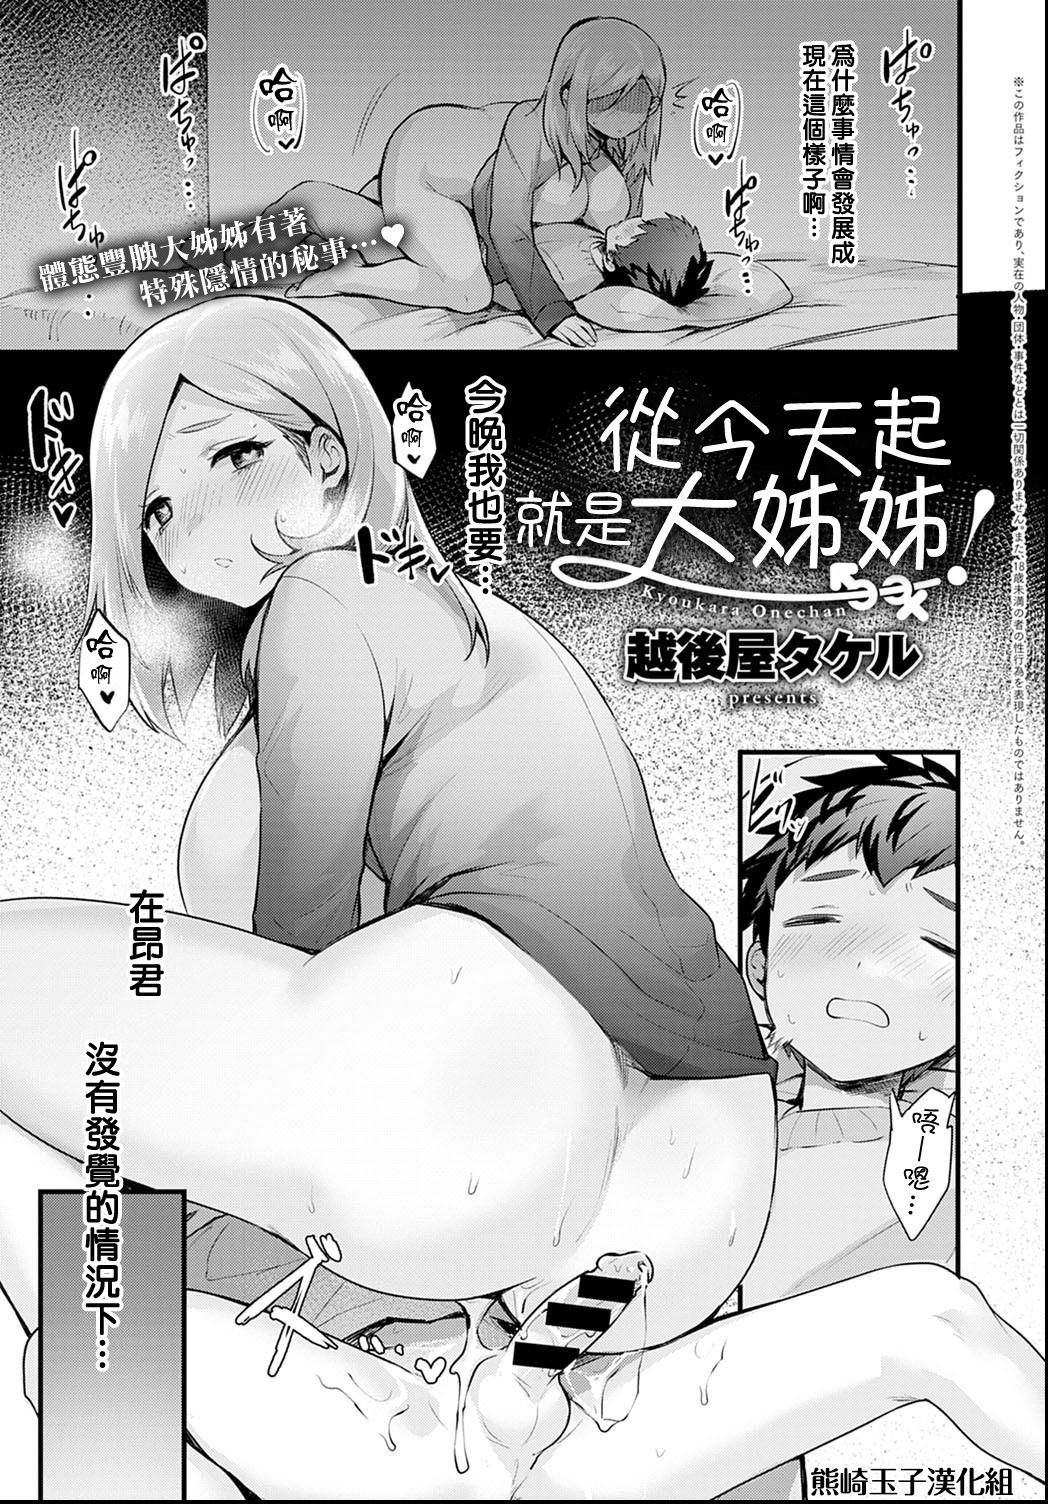 ※この作品はフィクションであり、実在の人物・団体・事件などとは一切関係ありません。また、18歳未満の者の性行為を表現したものではありません。
ぱちゅっ…
為什麼事情會發展成
現在這個樣子啊…
哈啊
哈啊♥
ぱちゅっ…
ぱちゅっ…
體態豐腴大姊姊有著
特殊隱情的秘事…♥
從今天起
就是大姊姊！
Kyoukara Onechan
越後屋タケル
presents
今晚我也要…
哈啊
ドキ
ドキ♥
哈啊♥
ビクッ
唔—嗯…
在昂君
沒有發覺的情況下…
熊崎玉子漢化組